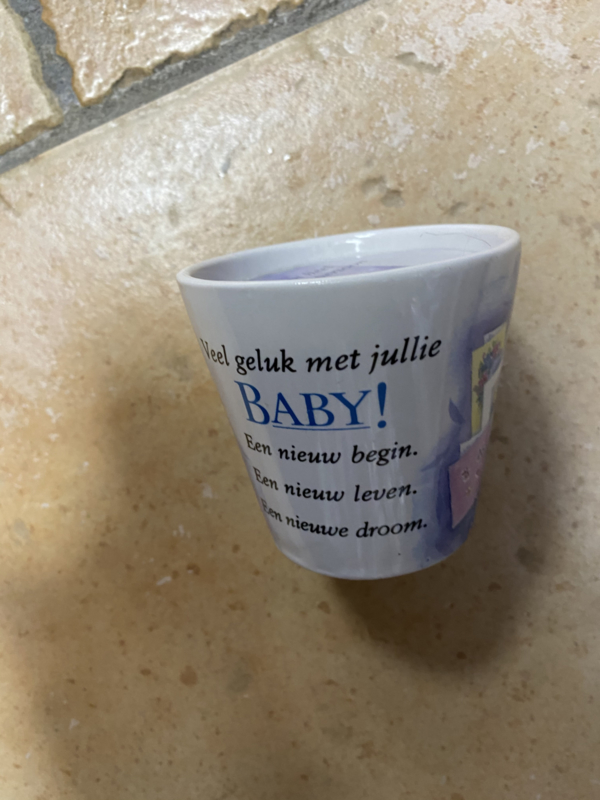 Veel geluk met jullie
BABY!
Een nieuw begin.
Een nieuw leven.
Een nieuwe droom.